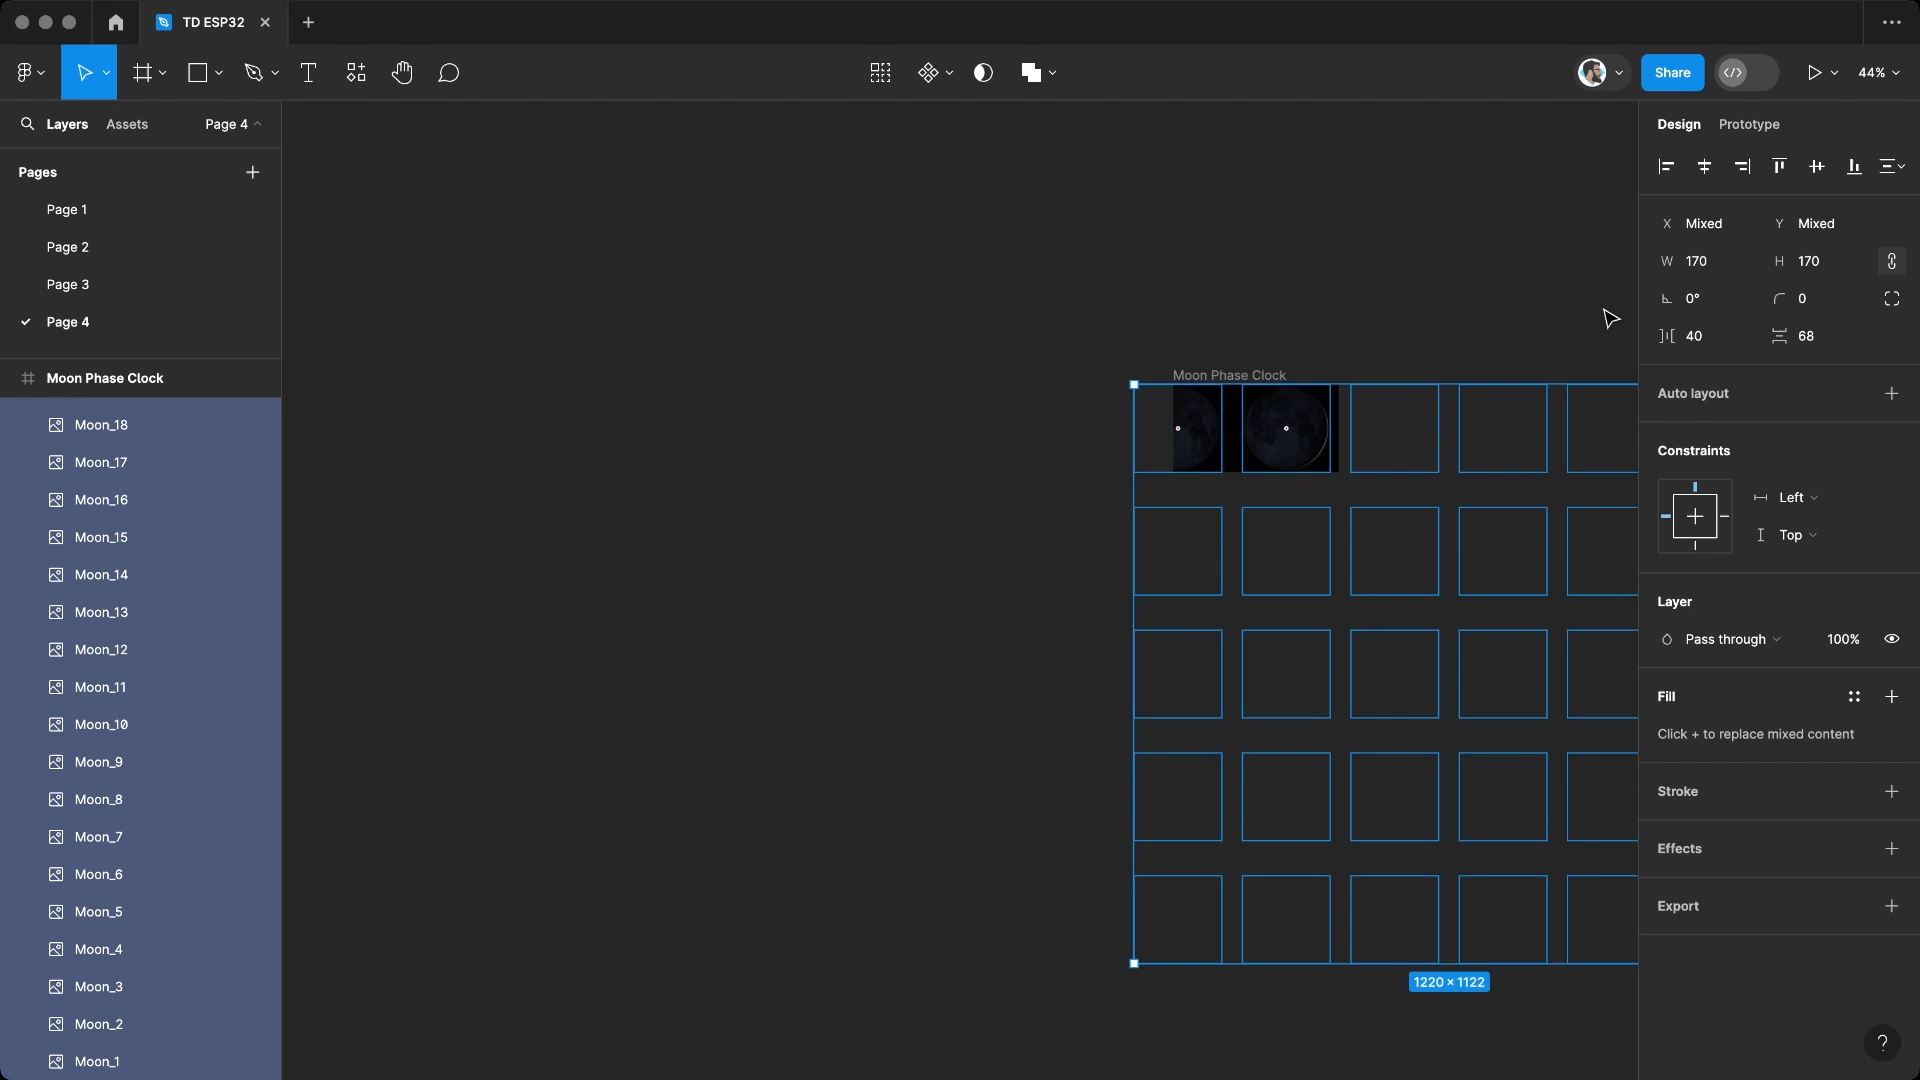 TD ESP32
Share
44%
Layers
Assets
Page 4
Pages
Page 1
Page 2
Page 3
Page 4
Moon Phase Clock
Moon_18
Moon_17
Moon_16
Moon_15
Moon_14
Moon_13
Moon_12
Moon_11
Moon_10
Moon_9
Moon_8
Moon_7
Moon_6
Moon_5
Moon_4
Moon_3
Moon_2
Moon_1
Moon Phase Clock
1220 × 1122
Design
Prototype
X Mixed
Y Mixed
W 170
H 170
0°
0
40
68
Auto layout
Constraints
Left
Top
Layer
Pass through
100%
Fill
Click + to replace mixed content
Stroke
Effects
Export
?